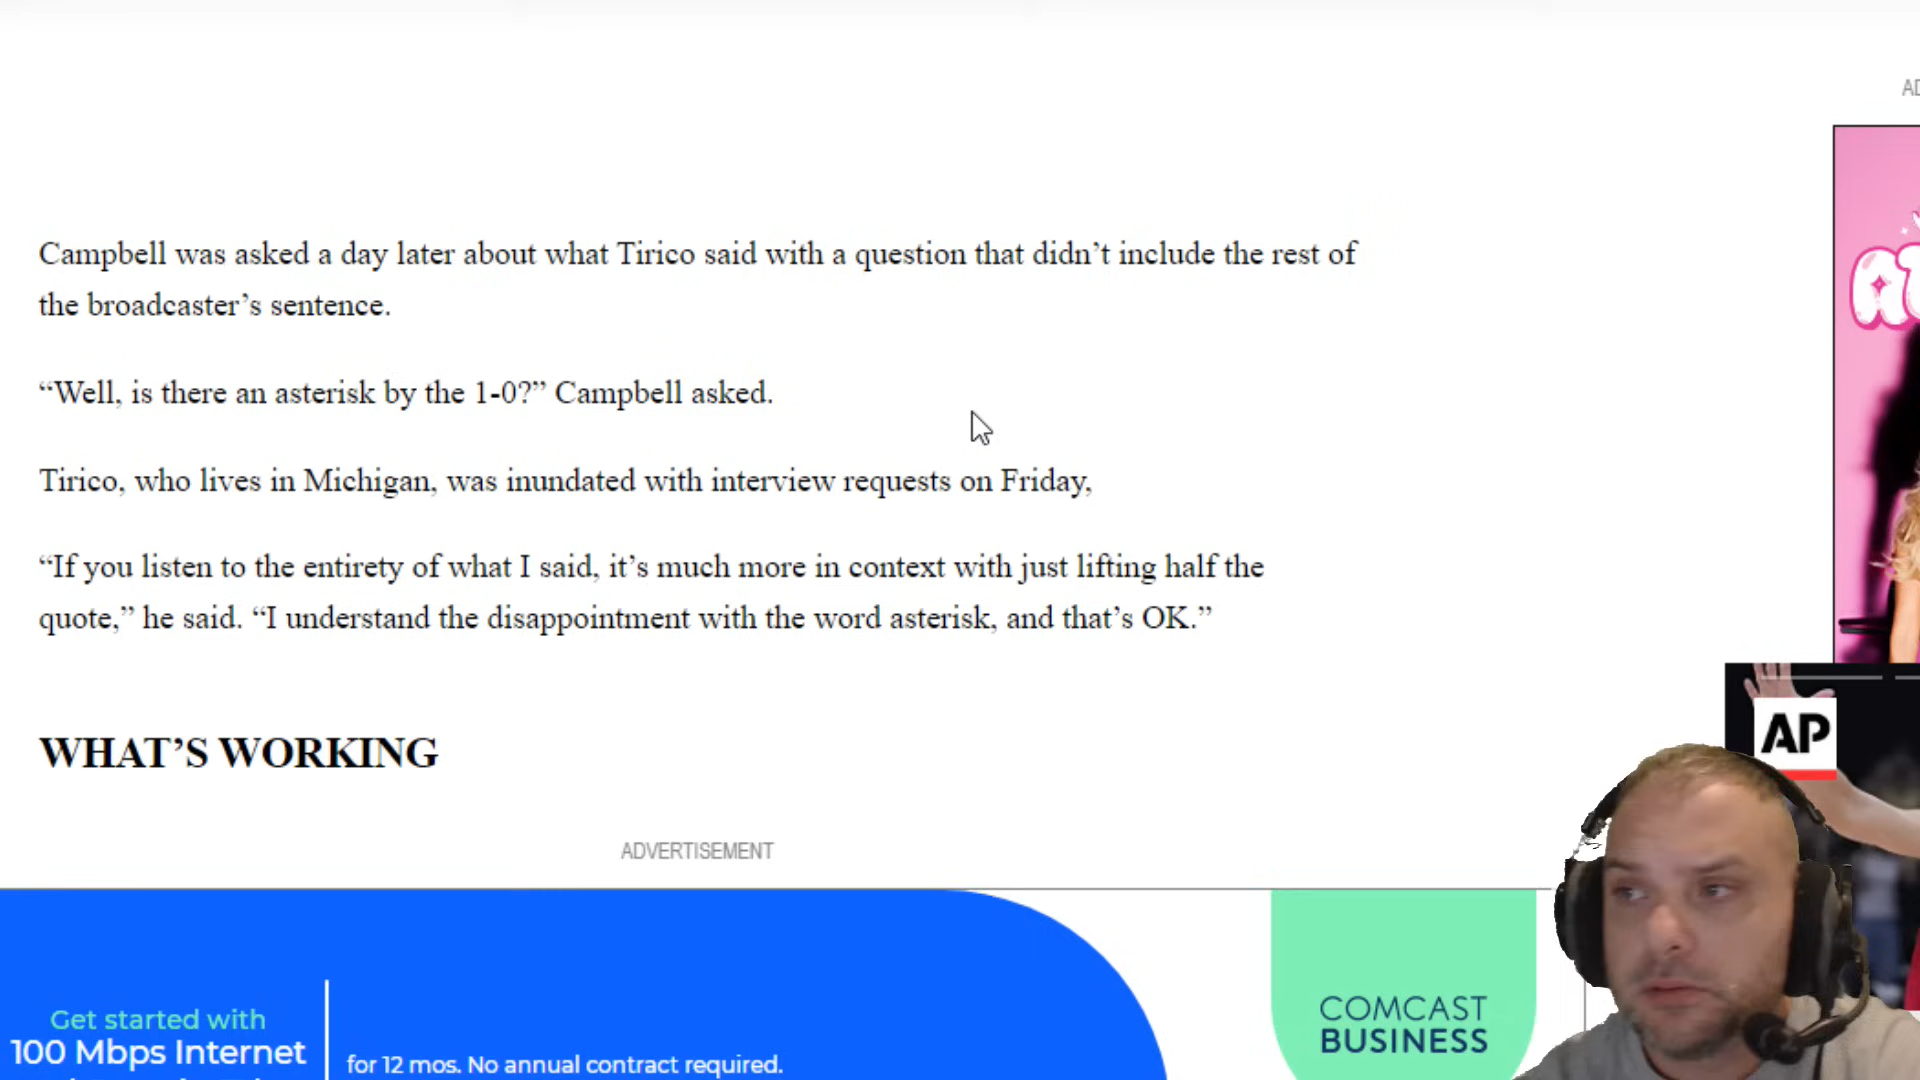 AD
Campbell was asked a day later about what Tirico said with a question that didn’t include the rest of
the broadcaster’s sentence.
“Well, is there an asterisk by the 1-0?” Campbell asked.
Tirico, who lives in Michigan, was inundated with interview requests on Friday,
“If you listen to the entirety of what I said, it’s much more in context with just lifting half the
quote,” he said. “I understand the disappointment with the word asterisk, and that’s OK.”
WHAT’S WORKING
AP
ADVERTISEMENT
Get started with
100 Mbps Internet
for 12 mos. No annual contract required.
COMCAST
BUSINESS